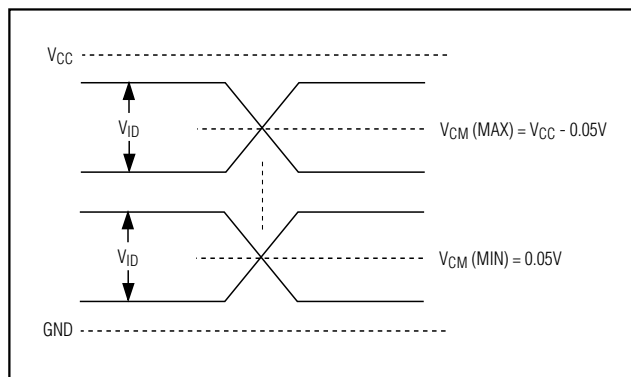 VCC
VID
VCM (MAX) = VCC - 0.05V
VID
VCM (MIN) = 0.05V
GND